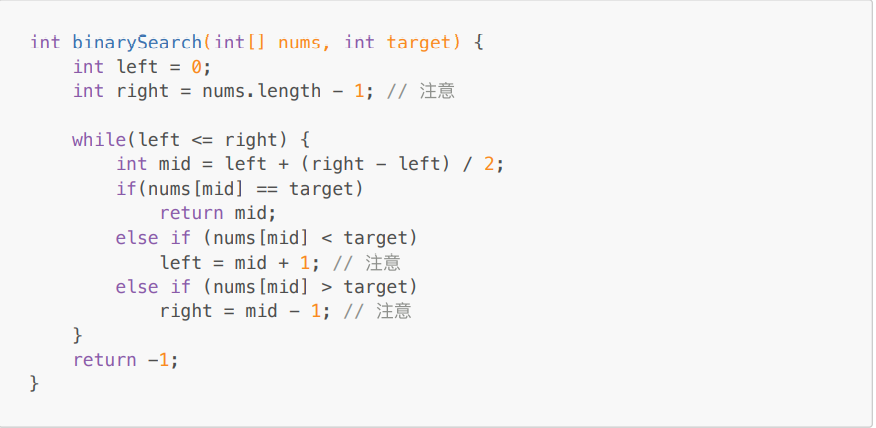 int binarySearch(int[] nums, int target) {
    int left = 0;
    int right = nums.length - 1; // 注意

    while(left <= right) {
        int mid = left + (right - left) / 2;
        if(nums[mid] == target)
            return mid;
        else if (nums[mid] < target)
            left = mid + 1; // 注意
        else if (nums[mid] > target)
            right = mid - 1; // 注意
    }
    return -1;
}